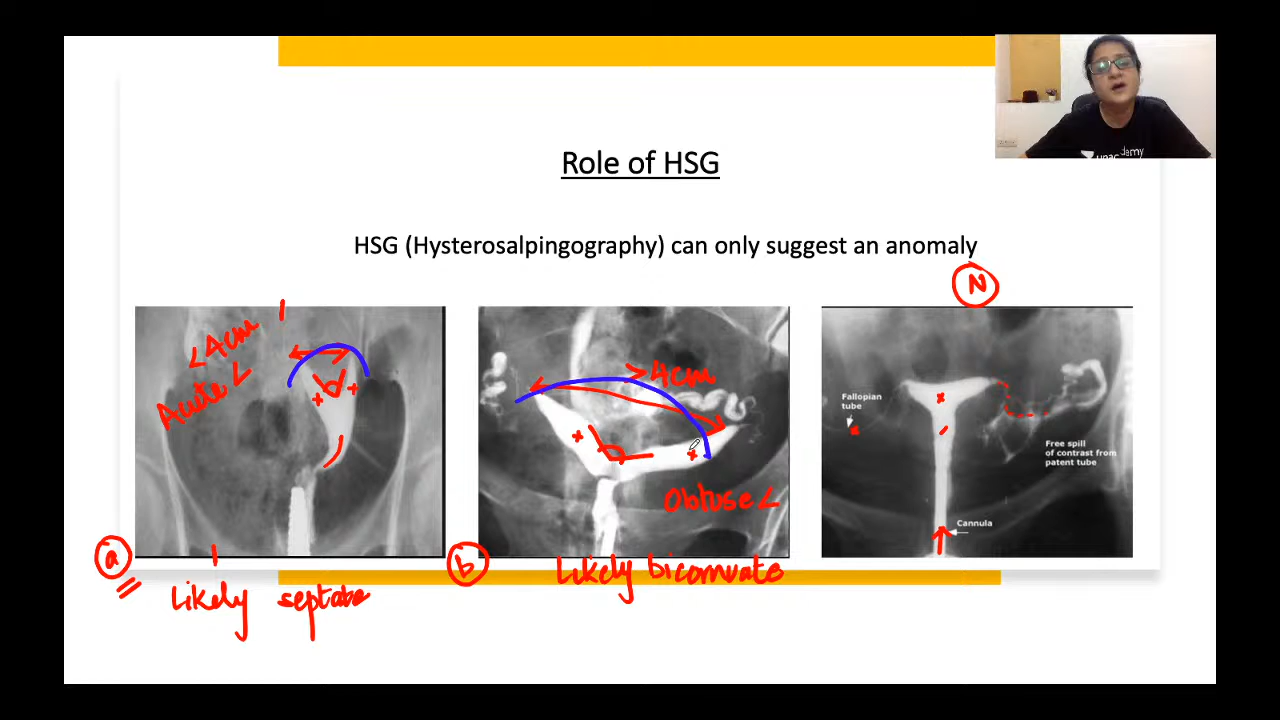 Role of HSG
HSG (Hysterosalpingography) can only suggest an anomaly
N
<4cm
Acute <
>4cm
Obtuse <
Fallopian
tube
Free spill
of contrast from
patent tube
Cannula
a
b
Likely septate
Likely bicornuate